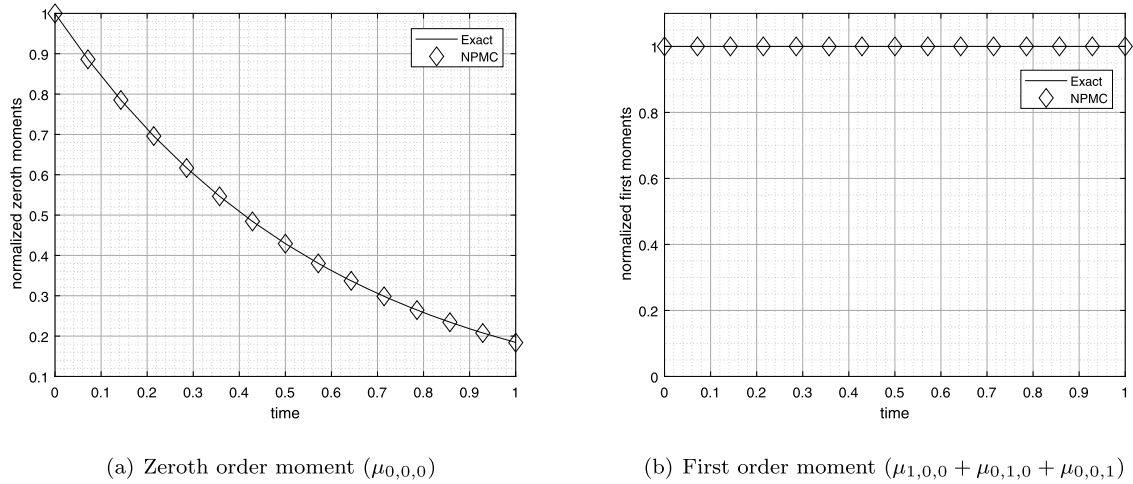 normalized zeroth moments
1
0.9
0.8
0.7
0.6
0.5
0.4
0.3
0.2
0.1
0 0.1 0.2 0.3 0.4 0.5 0.6 0.7 0.8 0.9 1
time
Exact
NPMC
(a) Zeroth order moment (μ0,0,0)
normalized first moments
1
0.8
0.6
0.4
0.2
0
0 0.1 0.2 0.3 0.4 0.5 0.6 0.7 0.8 0.9 1
time
Exact
NPMC
(b) First order moment (μ1,0,0 + μ0,1,0 + μ0,0,1)